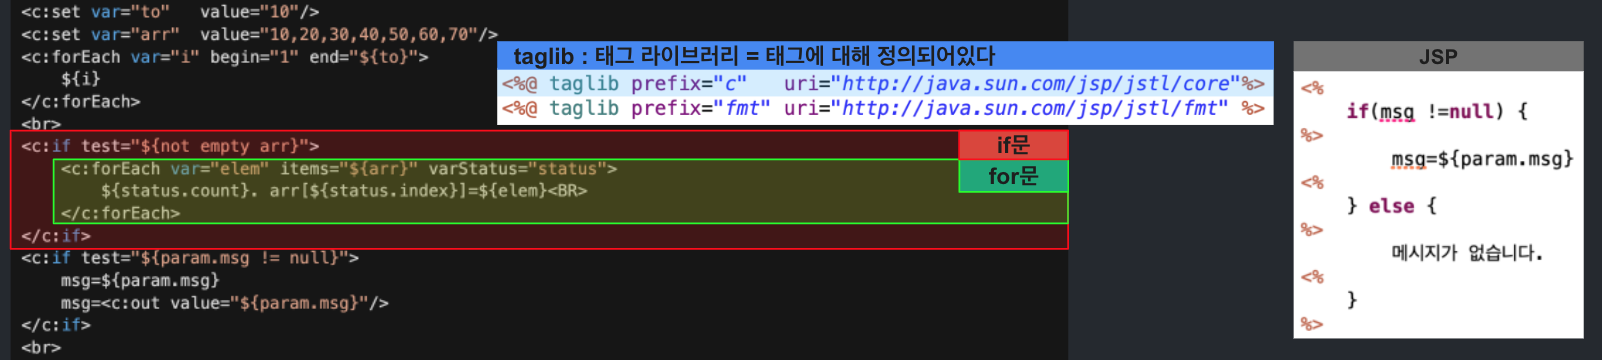 <c:set var="to"   value="10"/>
<c:set var="arr"  value="10,20,30,40,50,60,70"/>
<c:forEach var="i" begin="1" end="${to}">
    ${i}
</c:forEach>
<br>
<c:if test="${not empty arr}">
    <c:forEach var="elem" items="${arr}" varStatus="status">
        ${status.count}. arr[${status.index}]=${elem}<BR>
    </c:forEach>
</c:if>
<c:if test="${param.msg != null}">
    msg=${param.msg}
    msg=<c:out value="${param.msg}"/>
</c:if>
<br>
if문
for문
taglib : 태그 라이브러리 = 태그에 대해 정의되어있다
<%@ taglib prefix="c"   uri="http://java.sun.com/jsp/jstl/core"%>
<%@ taglib prefix="fmt" uri="http://java.sun.com/jsp/jstl/fmt" %>
JSP
<%
    if(msg !=null) {
%>
        msg=${param.msg}
<%
    } else {
%>
        메시지가 없습니다.
<%
    }
%>